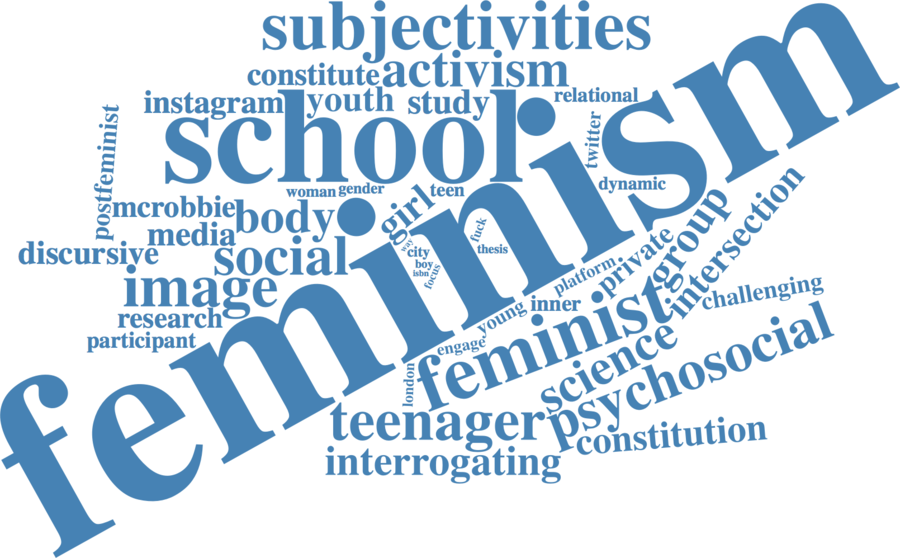 subjectivities
constitute activism
instagram youth study relational
school
postfeminist
twitter
woman gender teen
dynamic
mcrobbie body girl
media
discursive social
feminism
fuck
thesis
way
city
boy
isbn
focus
image
research
participant
platform private group intersection
young inner
engage feminist
challenging
london
science
psychosocial
teenager
constitution
interrogating